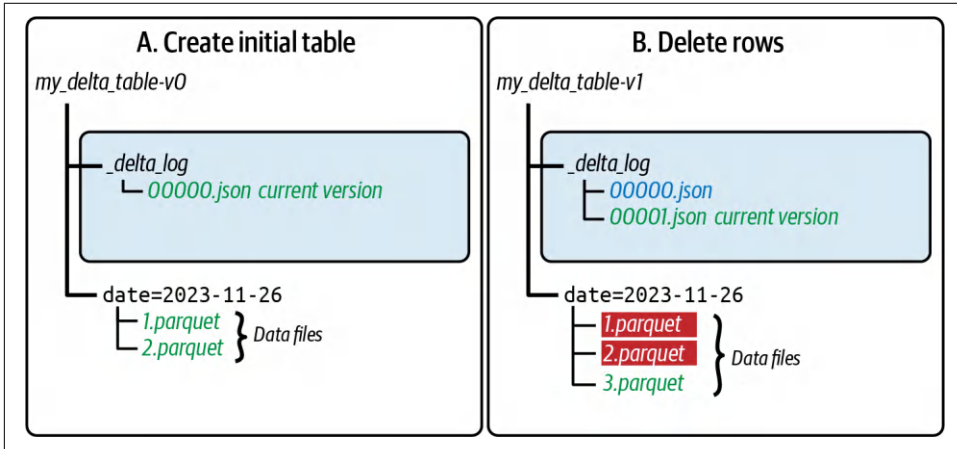 A. Create initial table
my_delta_table-v0
_delta_log
00000.json current version
date=2023-11-26
1.parquet
2.parquet
Data files
B. Delete rows
my_delta_table-v1
_delta_log
00000.json
00001.json current version
date=2023-11-26
1.parquet
2.parquet
3.parquet
Data files